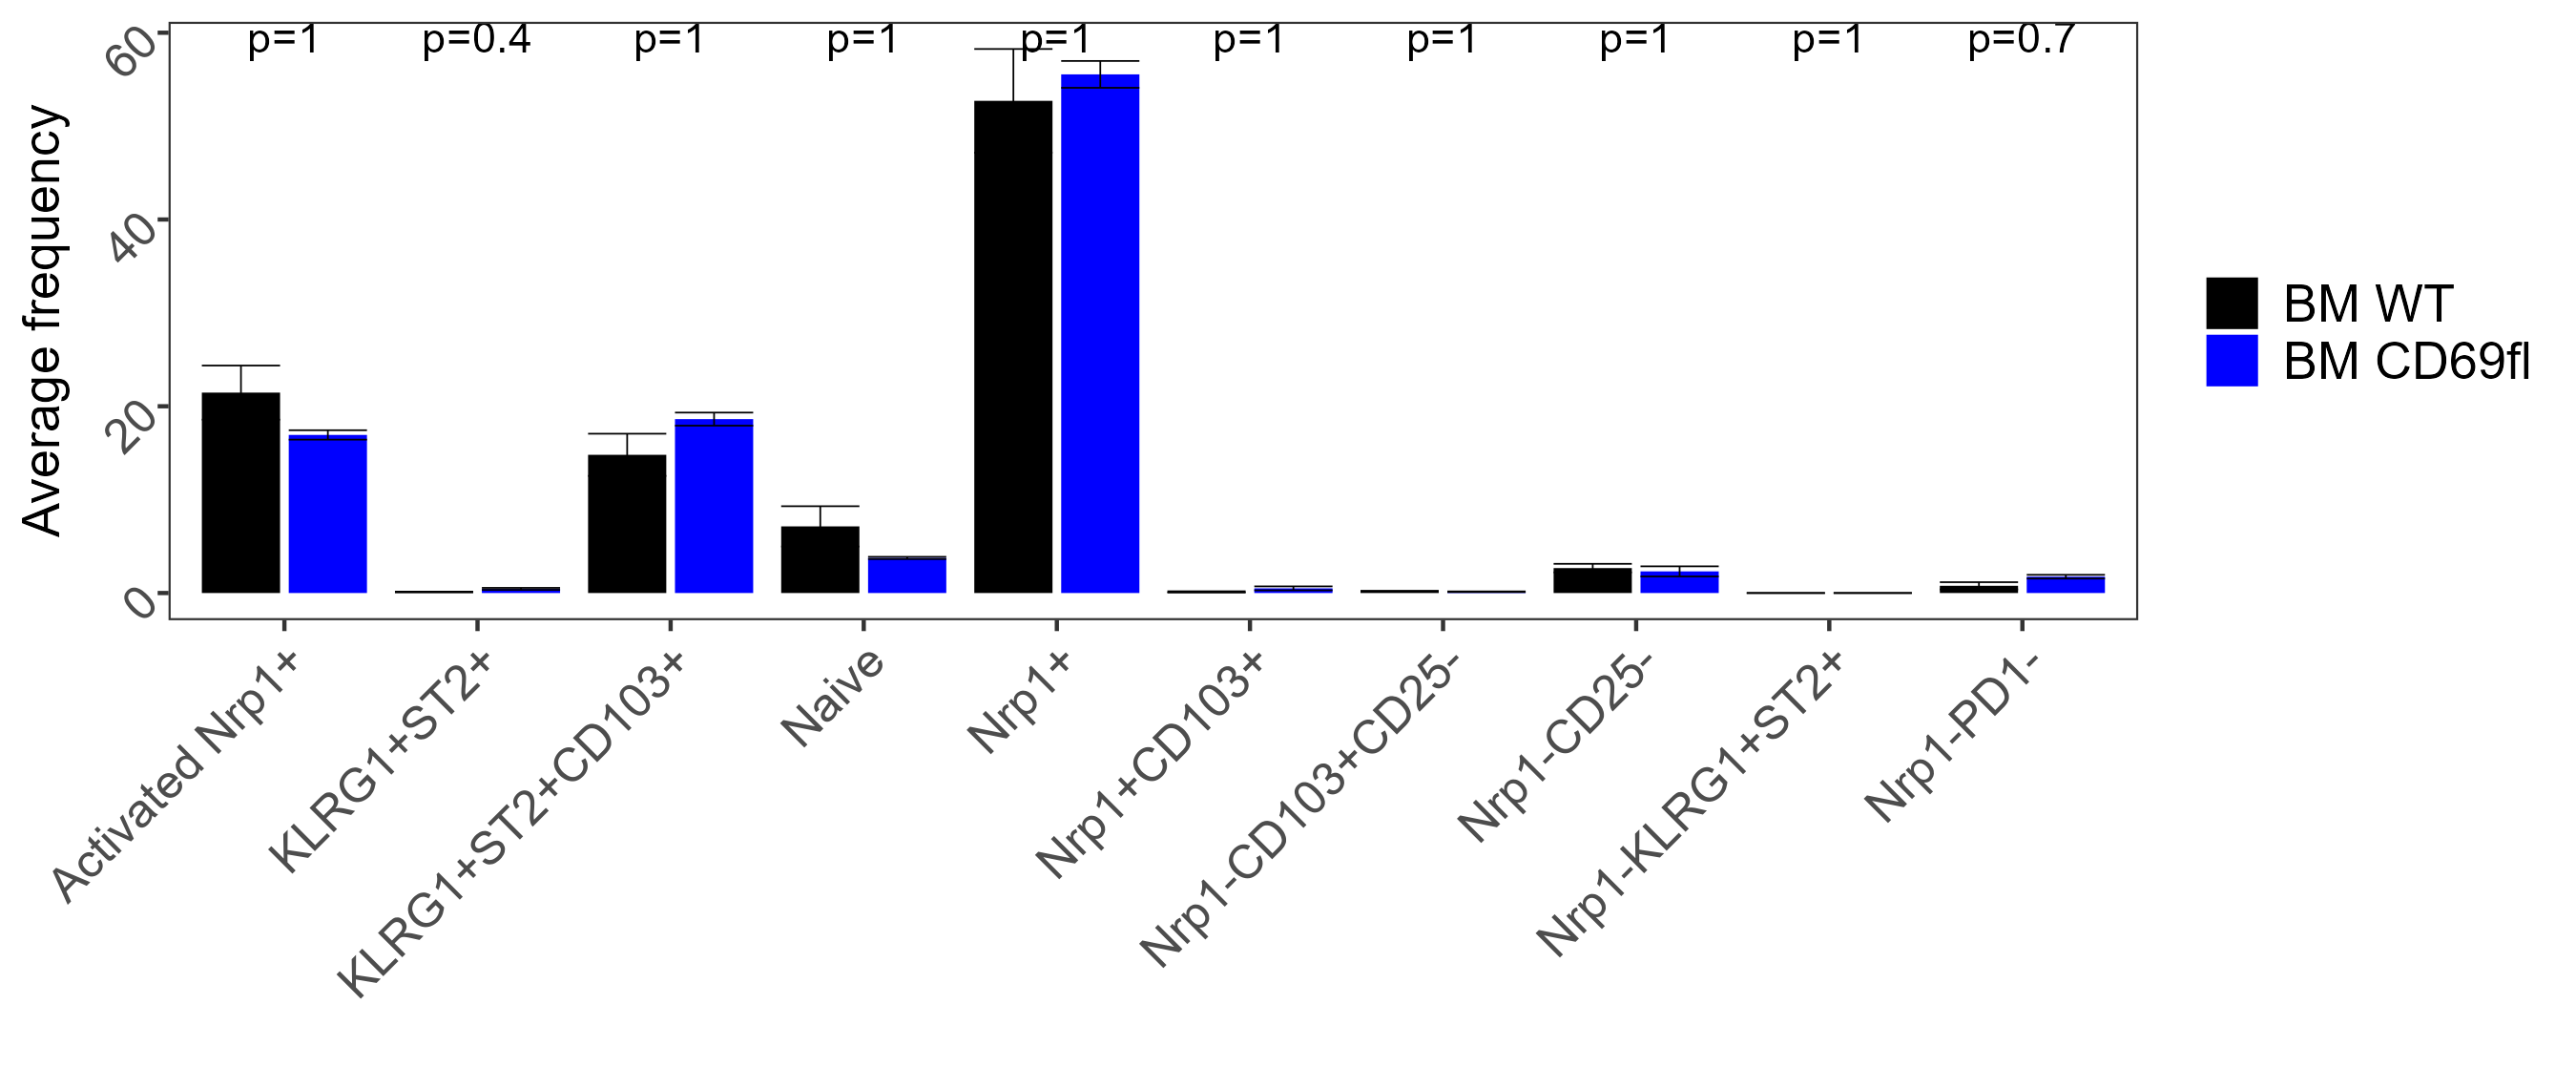 p=1 p=0.4 p=1 p=1 p=1 p=1 p=1 p=1 p=1 p=0.7
60
40
20
0
Average frequency
BM WT
BM CD69fl
Activated Nrp1+
KLRG1+ST2+
KLRG1+ST2+CD103+
Naive
Nrp1+
Nrp1+CD103+
Nrp1-CD103+CD25-
Nrp1-CD25-
Nrp1-KLRG1+ST2+
Nrp1-PD1-